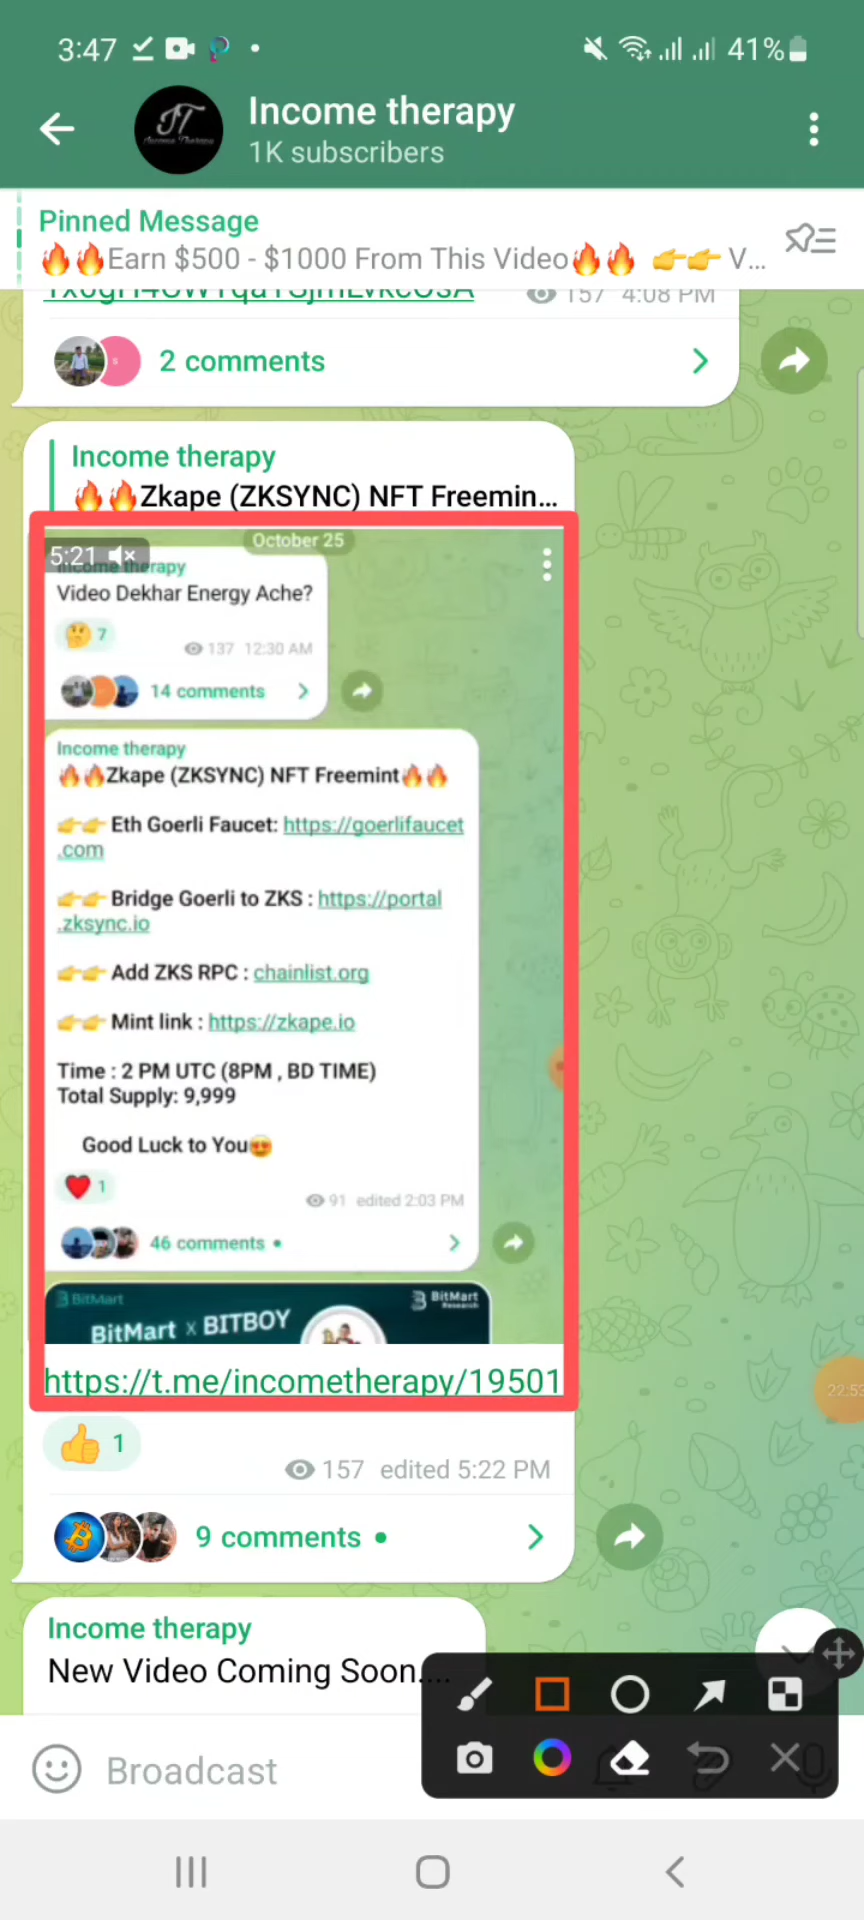 3:47
41%
Income therapy
1K subscribers
Pinned Message
🔥🔥Earn $500 - $1000 From This Video🔥🔥 👉👉 V...
157 4:08 PM
2 comments
Income therapy
🔥🔥Zkape (ZKSYNC) NFT Freemin...
October 25
5:21
Income therapy
Video Dekhar Energy Ache?
🤔 7
137 12:30 AM
14 comments
Income therapy
🔥🔥Zkape (ZKSYNC) NFT Freemint🔥🔥
👉👉 Eth Goerli Faucet: https://goerlifaucet
.com
👉👉 Bridge Goerli to ZKS : https://portal
.zksync.io
👉👉 Add ZKS RPC : chainlist.org
👉👉 Mint link : https://zkape.io
Time : 2 PM UTC (8PM , BD TIME)
Total Supply: 9,999
Good Luck to You😍
❤️ 1
91 edited 2:03 PM
46 comments
BitMart
BitMart
Research
BitMart x BITBOY
https://t.me/incometherapy/19501
22:53
👍 1
157 edited 5:22 PM
9 comments
Income therapy
New Video Coming Soon....
Broadcast